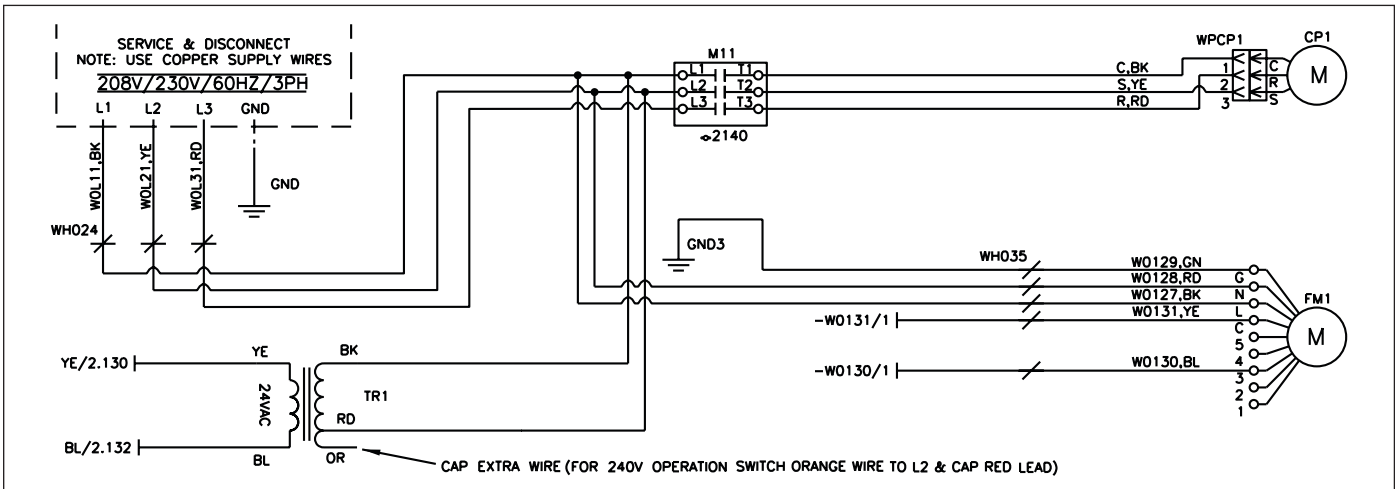 SERVICE & DISCONNECT
NOTE: USE COPPER SUPPLY WIRES
208V/230V/60HZ/3PH
L1 L2 L3 GND
W0L11,BK
W0L21,YE
W0L31,RD
GND
WH024
M11
L1 T1
L2 T2
L3 T3
2140
C,BK
S,YE
R,RD
WPCP1
1
2
3
C
R
S
CP1
M
GND3
WH035
W0129,GN
W0128,RD
W0127,BK
W0131,YE
W0130,BL
-W0131/1
-W0130/1
G
N
L
C
5
4
3
2
1
FM1
M
YE/2.130
YE
BK
24VAC
TR1
RD
BL/2.132
BL
OR
CAP EXTRA WIRE (FOR 240V OPERATION SWITCH ORANGE WIRE TO L2 & CAP RED LEAD)